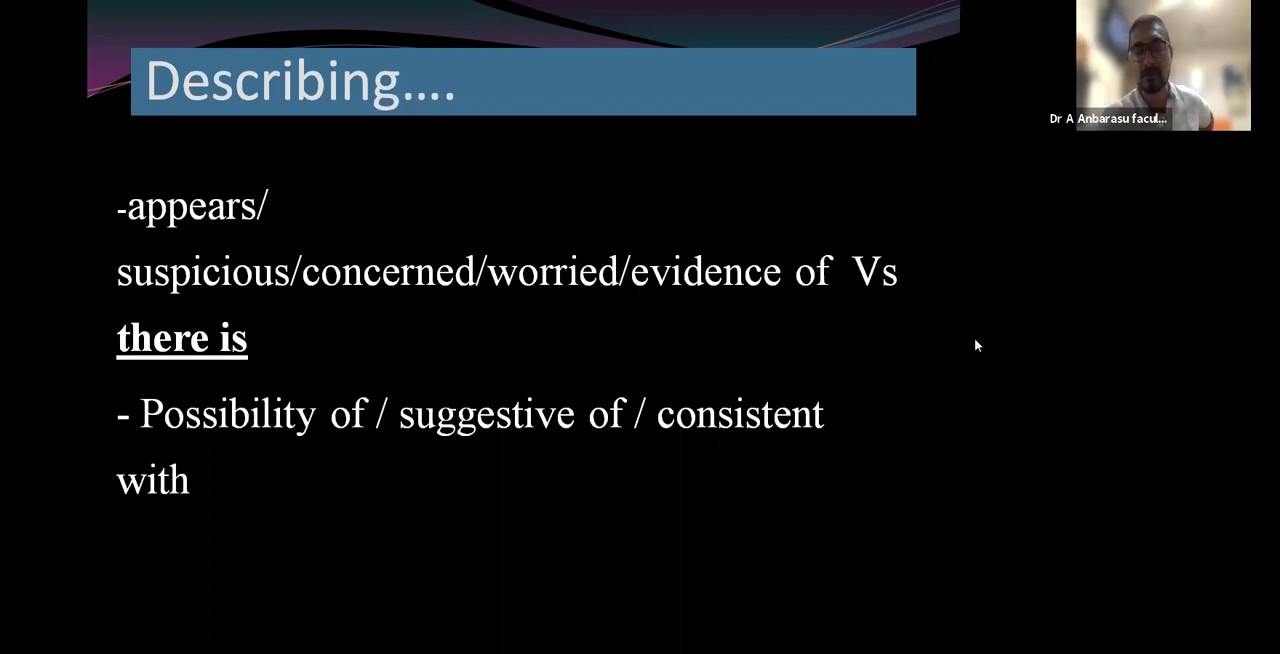 Describing....
Dr A Anbarasu facul...
-appears/
suspicious/concerned/worried/evidence of Vs
there is
- Possibility of / suggestive of / consistent
with